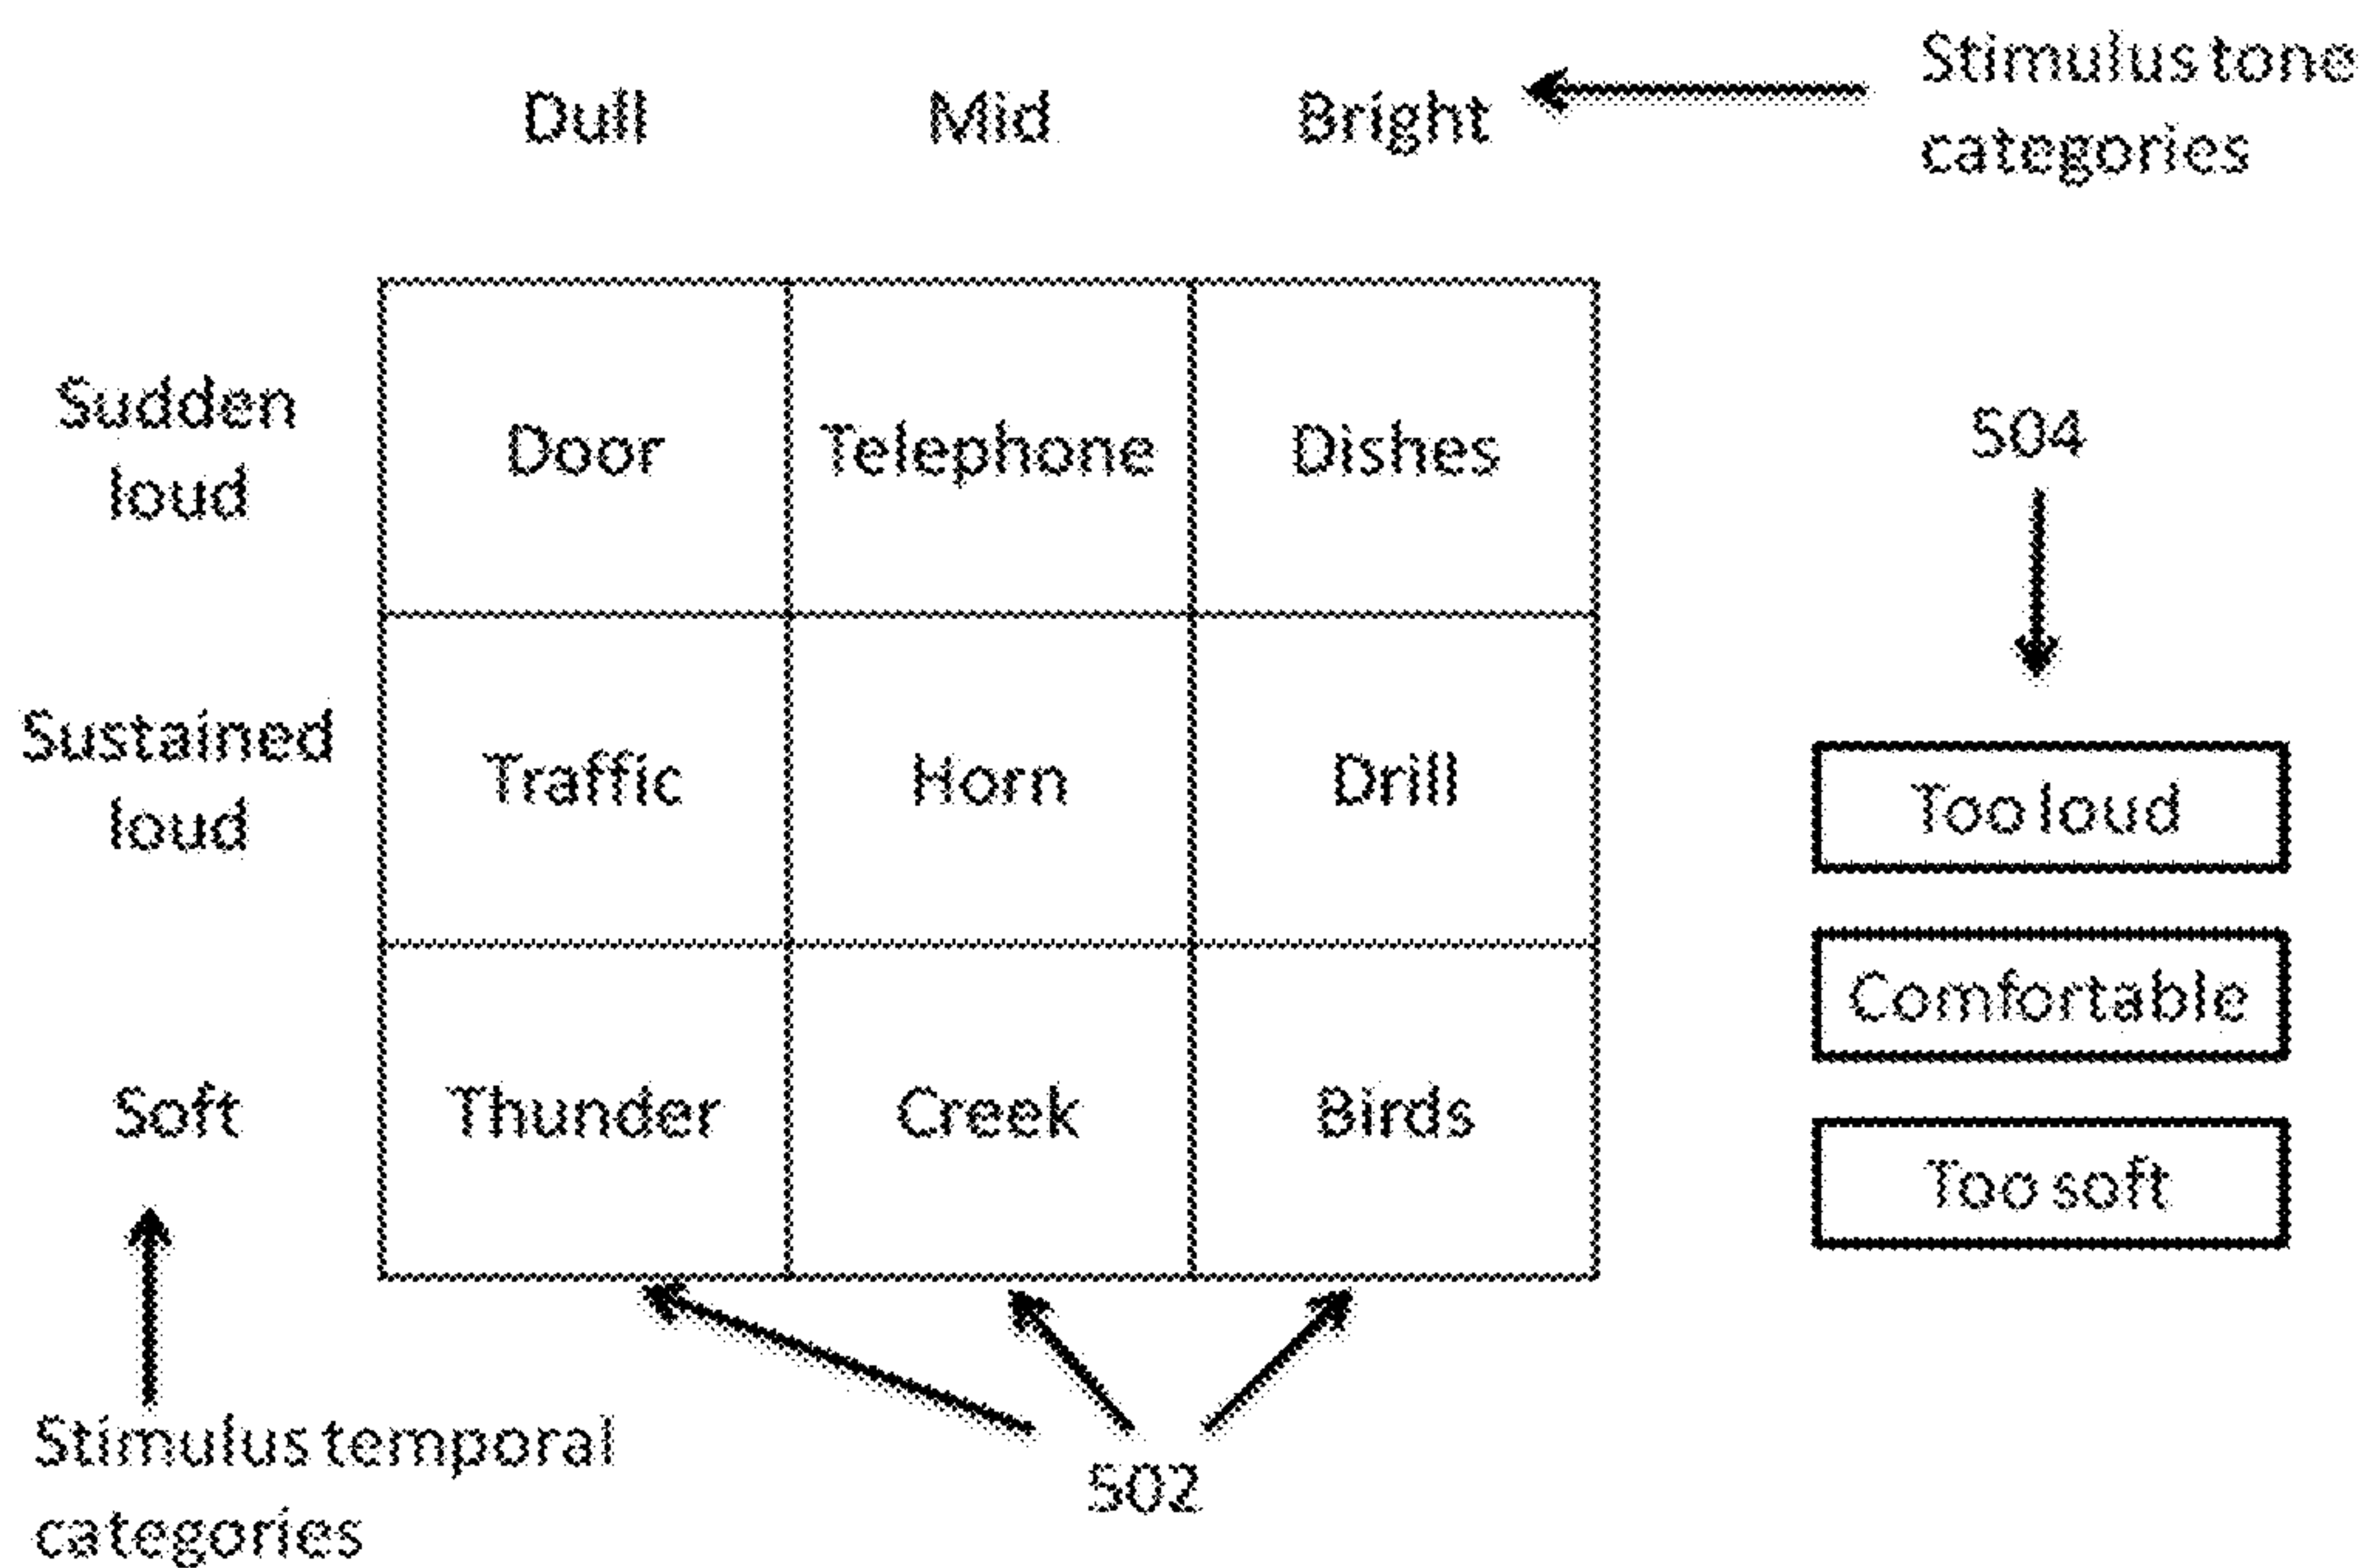 Stimulus tone
categories
Dull Mid Bright
Sudden
loud
Door Telephone Dishes
504
Sustained
loud
Traffic Horn Drill
Too loud
Comfortable
Soft
Thunder Creek Birds
Too soft
Stimulus temporal
categories
502